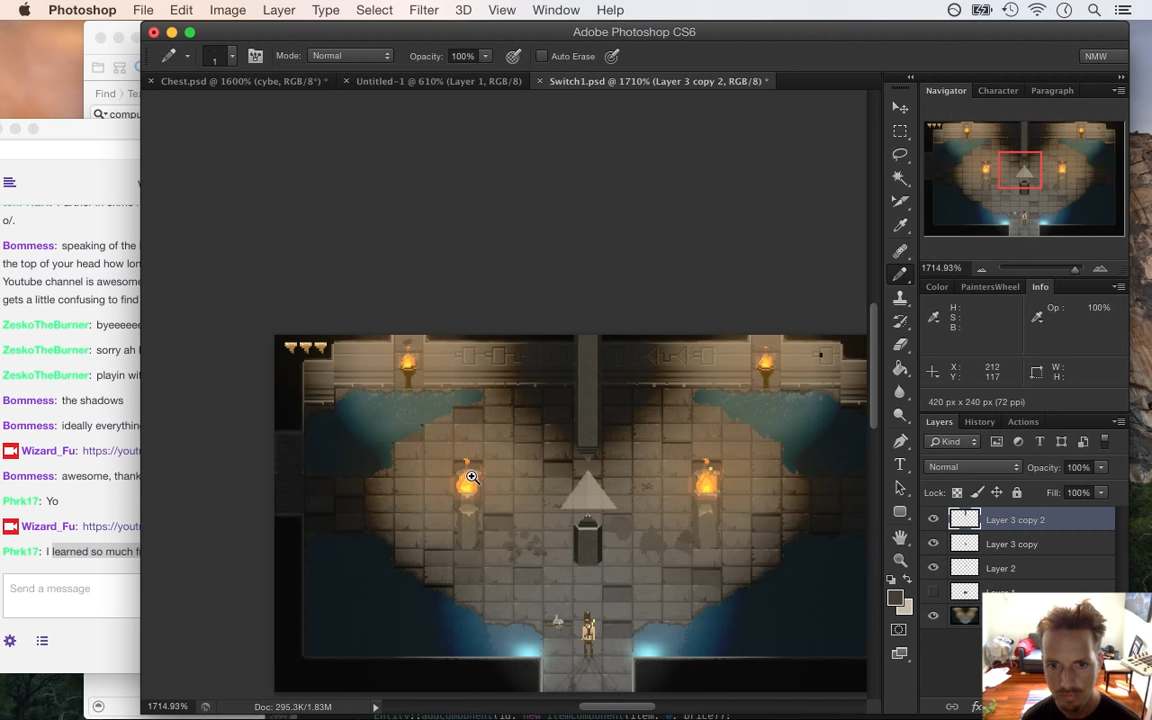 Photoshop File Edit Image Layer Type Select Filter 3D View Window Help
Adobe Photoshop CS6
1 Mode: Normal Opacity: 100% Auto Erase NMW
Chest.psd @ 1600% (cybe, RGB/8*) * Untitled-1 @ 610% (Layer 1, RGB/8) Switch1.psd @ 1710% (Layer 3 copy 2, RGB/8) *
Find
compu
o/.
Bommess: speaking of the
the top of your head how lon
Youtube channel is awesome
gets a little confusing to find
ZeskoTheBurner: byeeeeee
ZeskoTheBurner: sorry ah
ZeskoTheBurner: playin wit
Bommess: the shadows
Bommess: ideally everythin
Wizard_Fu: https://yout
Bommess: awesome, thank
Phrk17: Yo
Wizard_Fu: https://yout
Phrk17: I learned so much f
Send a message
Navigator Character Paragraph
1714.93%
Color PaintersWheel Info
H:
S:
B:
Op: 100%
X: 212
Y: 117
W:
H:
420 px x 240 px (72 ppi)
Layers History Actions
Kind
Normal Opacity: 100%
Lock: Fill: 100%
Layer 3 copy 2
Layer 3 copy
Layer 2
1714.93% Doc: 295.3K/1.83M